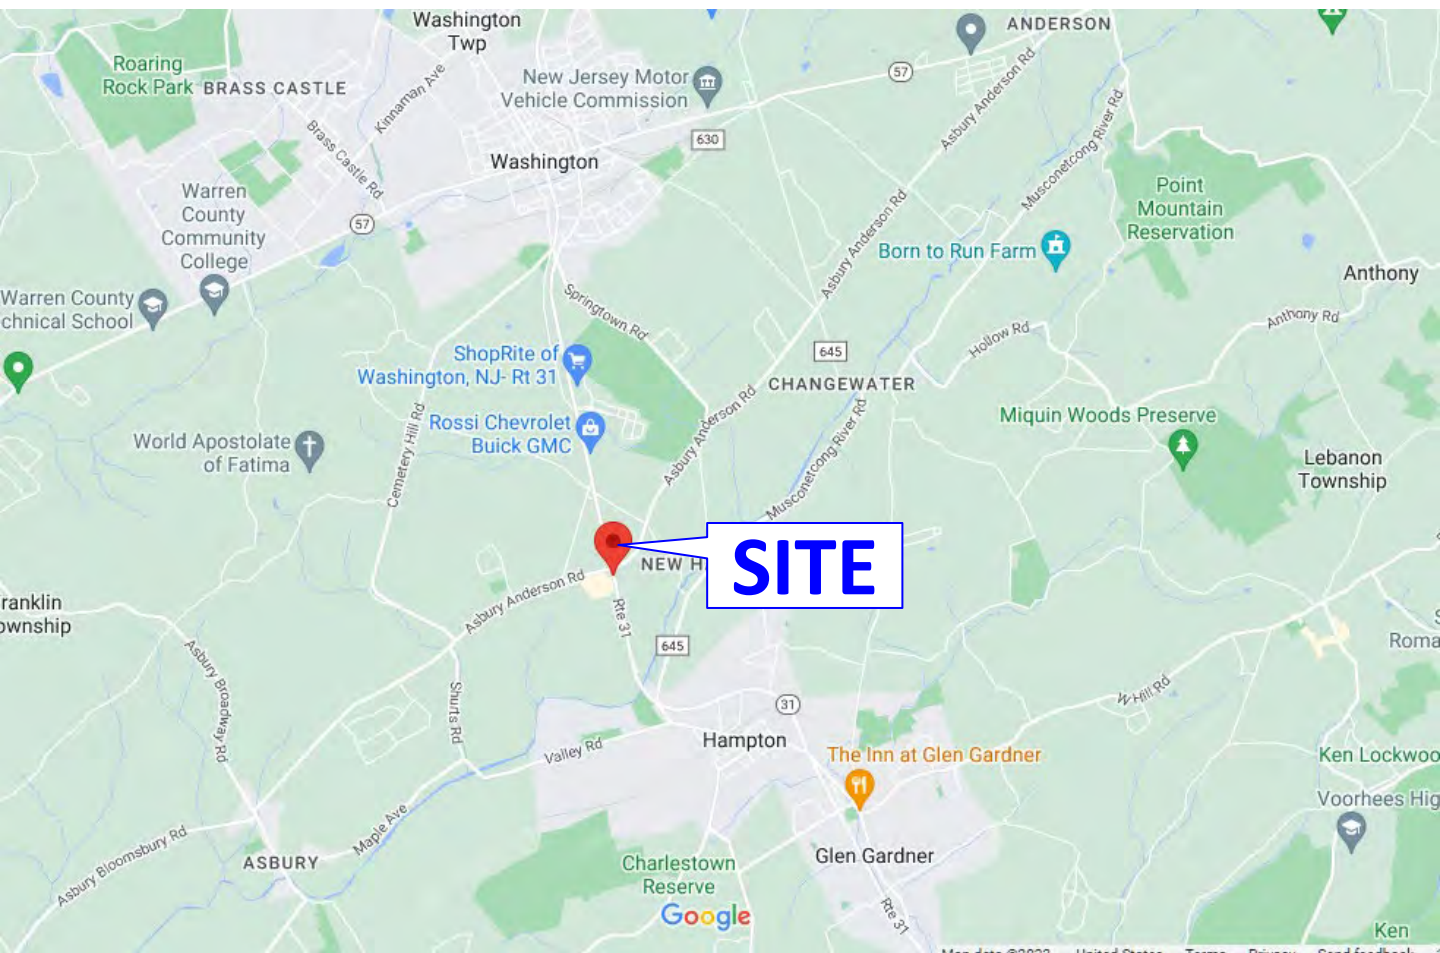 Washington
Twp
ANDERSON
Roaring
Rock Park
BRASS CASTLE
Kinnaman Ave
New Jersey Motor
Vehicle Commission
57
Asbury Anderson Rd
630
Brass Castle Rd
Washington
Musconetcong River Rd
Warren
County
Community
College
57
Point
Mountain
Reservation
Asbury Anderson Rd
Born to Run Farm
Anthony
Warren County
chnical School
Springtown Rd
Anthony Rd
Hollow Rd
ShopRite of
Washington, NJ- Rt 31
645
CHANGEWATER
Asbury Anderson Rd
Cemetery Hill Rd
Rossi Chevrolet
Buick GMC
Miquin Woods Preserve
World Apostolate
of Fatima
Musconetcong River Rd
Lebanon
Township
SITE
NEW H
Asbury Anderson Rd
ranklin
ownship
Rte 31
645
Roma
Asbury Broadway Rd
Shurts Rd
W Hill Rd
31
Valley Rd
Hampton
The Inn at Glen Gardner
Ken Lockwoo
Voorhees Hig
Maple Ave
Asbury Bloomsbury Rd
ASBURY
Glen Gardner
Charlestown
Reserve
Rte 31
Google
Ken